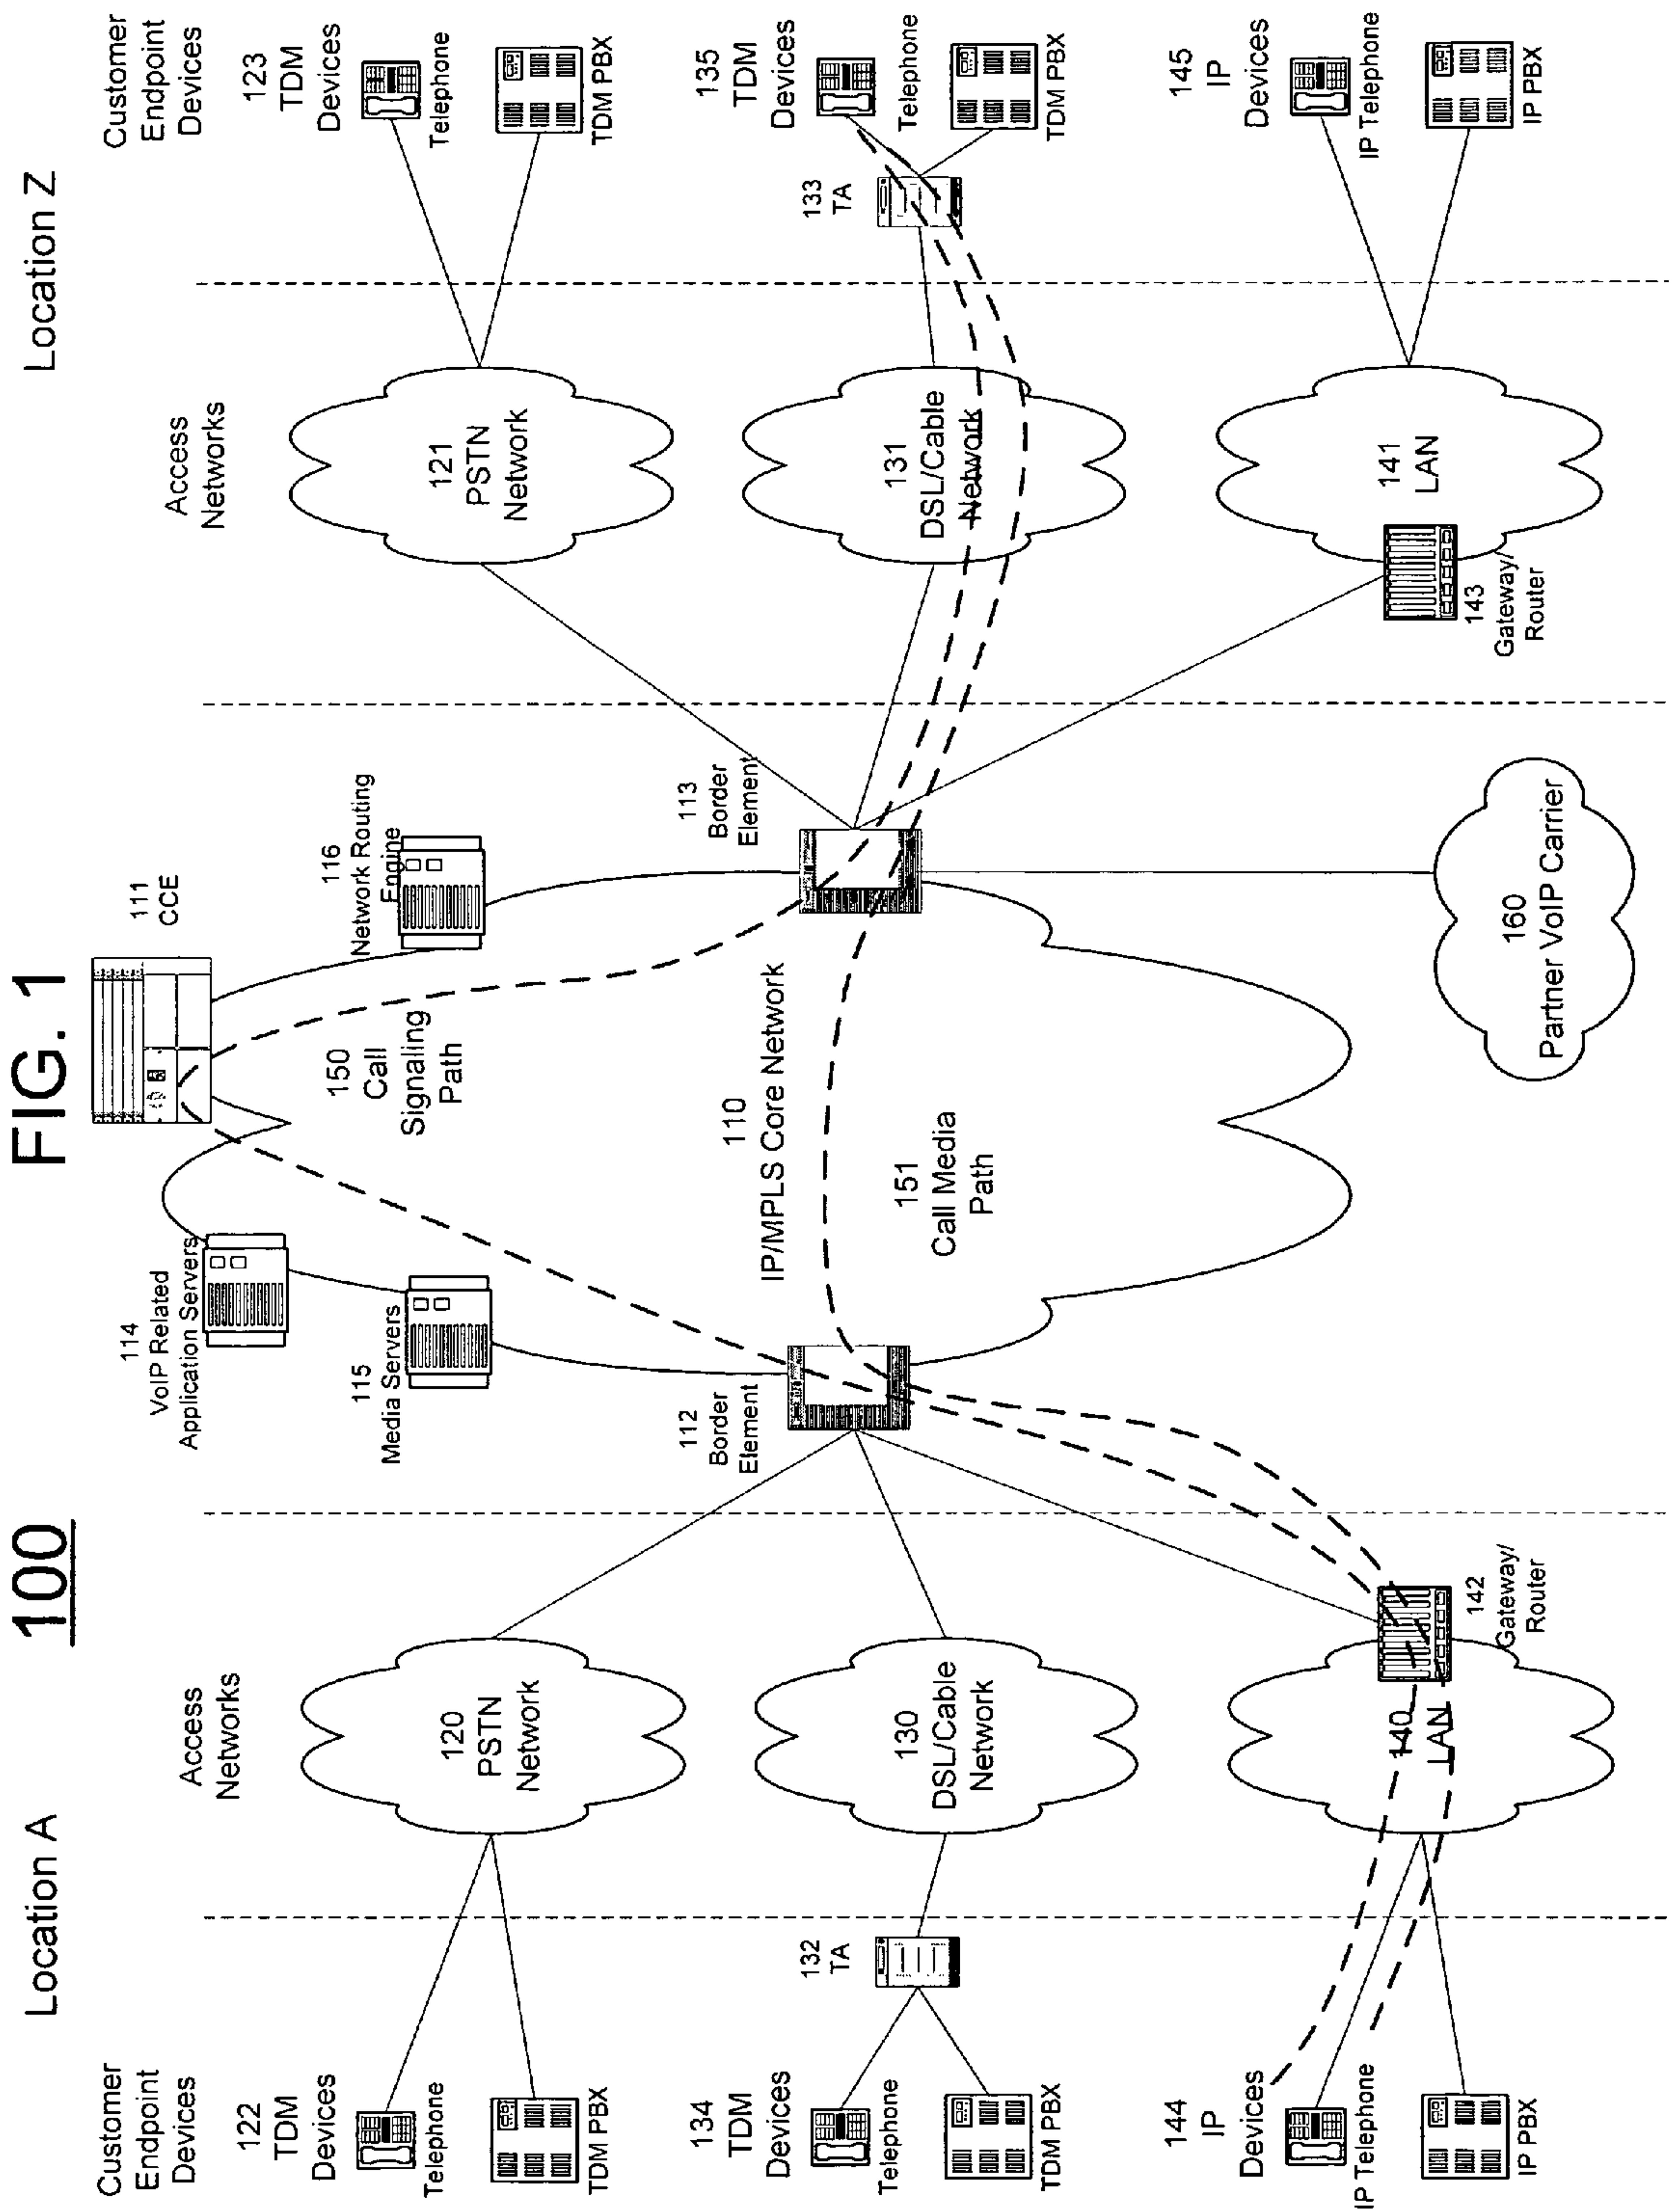 FIG. 1
100
Location A
Location Z
Customer
Endpoint
Devices
Access
Networks
Access
Networks
Customer
Endpoint
Devices
111
CCE
114
VoIP Related
Application Servers
115
Media Servers
116
Network Routing
Engine
150
Call
Signaling
Path
122
TDM
Devices
Telephone
TDM PBX
120
PSTN
Network
121
PSTN
Network
123
TDM
Devices
Telephone
TDM PBX
112
Border
Element
110
IP/MPLS Core Network
113
Border
Element
134
TDM
Devices
Telephone
TDM PBX
132
TA
130
DSL/Cable
Network
151
Call Media
Path
131
DSL/Cable
Network
133
TA
135
TDM
Devices
Telephone
TDM PBX
144
IP
Devices
IP Telephone
IP PBX
140
LAN
142
Gateway/
Router
160
Partner VoIP Carrier
143
Gateway/
Router
141
LAN
145
IP
Devices
IP Telephone
IP PBX